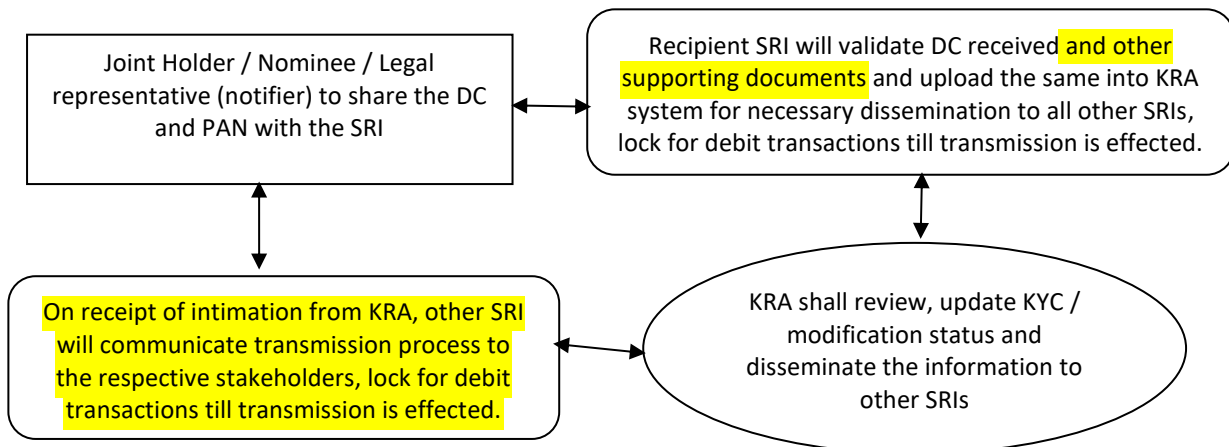 Joint Holder / Nominee / Legal
representative (notifier) to share the DC
and PAN with the SRI
Recipient SRI will validate DC received and other
supporting documents and upload the same into KRA
system for necessary dissemination to all other SRIs,
lock for debit transactions till transmission is effected.
On receipt of intimation from KRA, other SRI
will communicate transmission process to
the respective stakeholders, lock for debit
transactions till transmission is effected.
KRA shall review, update KYC /
modification status and
disseminate the information to
other SRIs